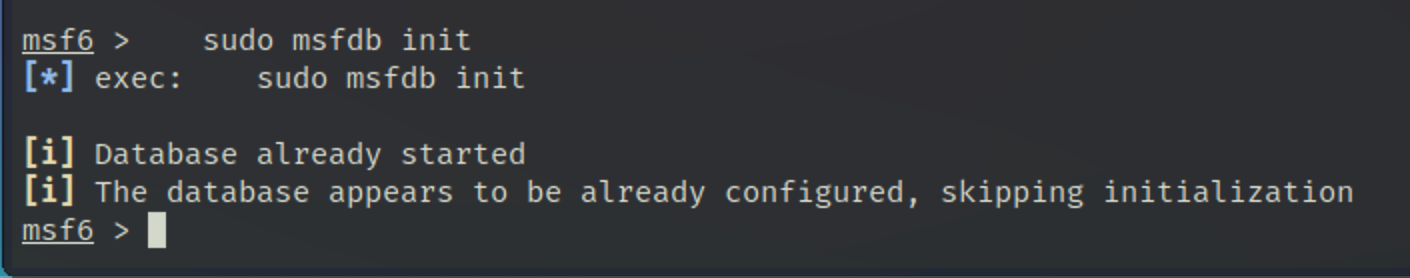 msf6 >    sudo msfdb init
[*] exec:    sudo msfdb init
[i] Database already started
[i] The database appears to be already configured, skipping initialization
msf6 >